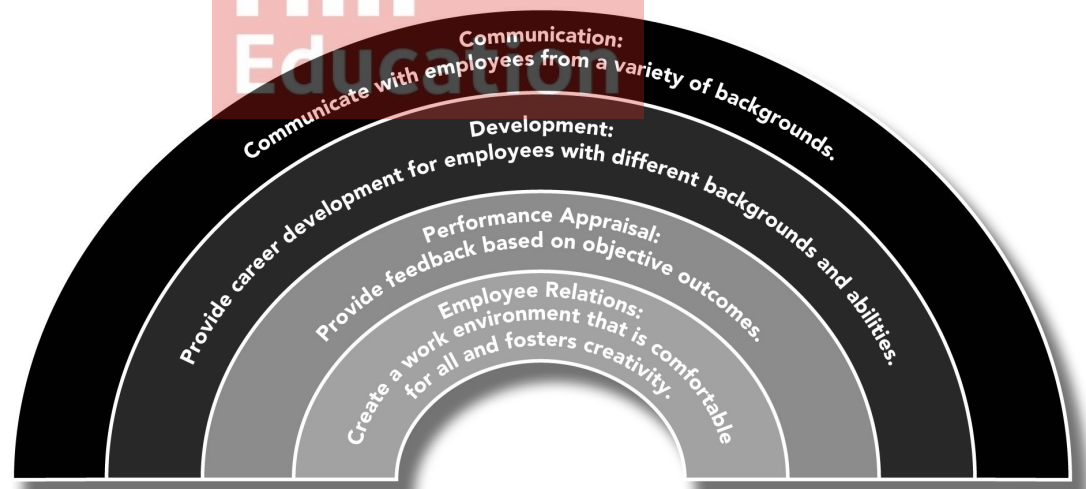 Education
Communication:
Communicate with employees from a variety of backgrounds.
Development:
Provide career development for employees with different backgrounds and abilities.
Performance Appraisal:
Provide feedback based on objective outcomes.
Employee Relations:
Create a work environment that is comfortable
for all and fosters creativity.